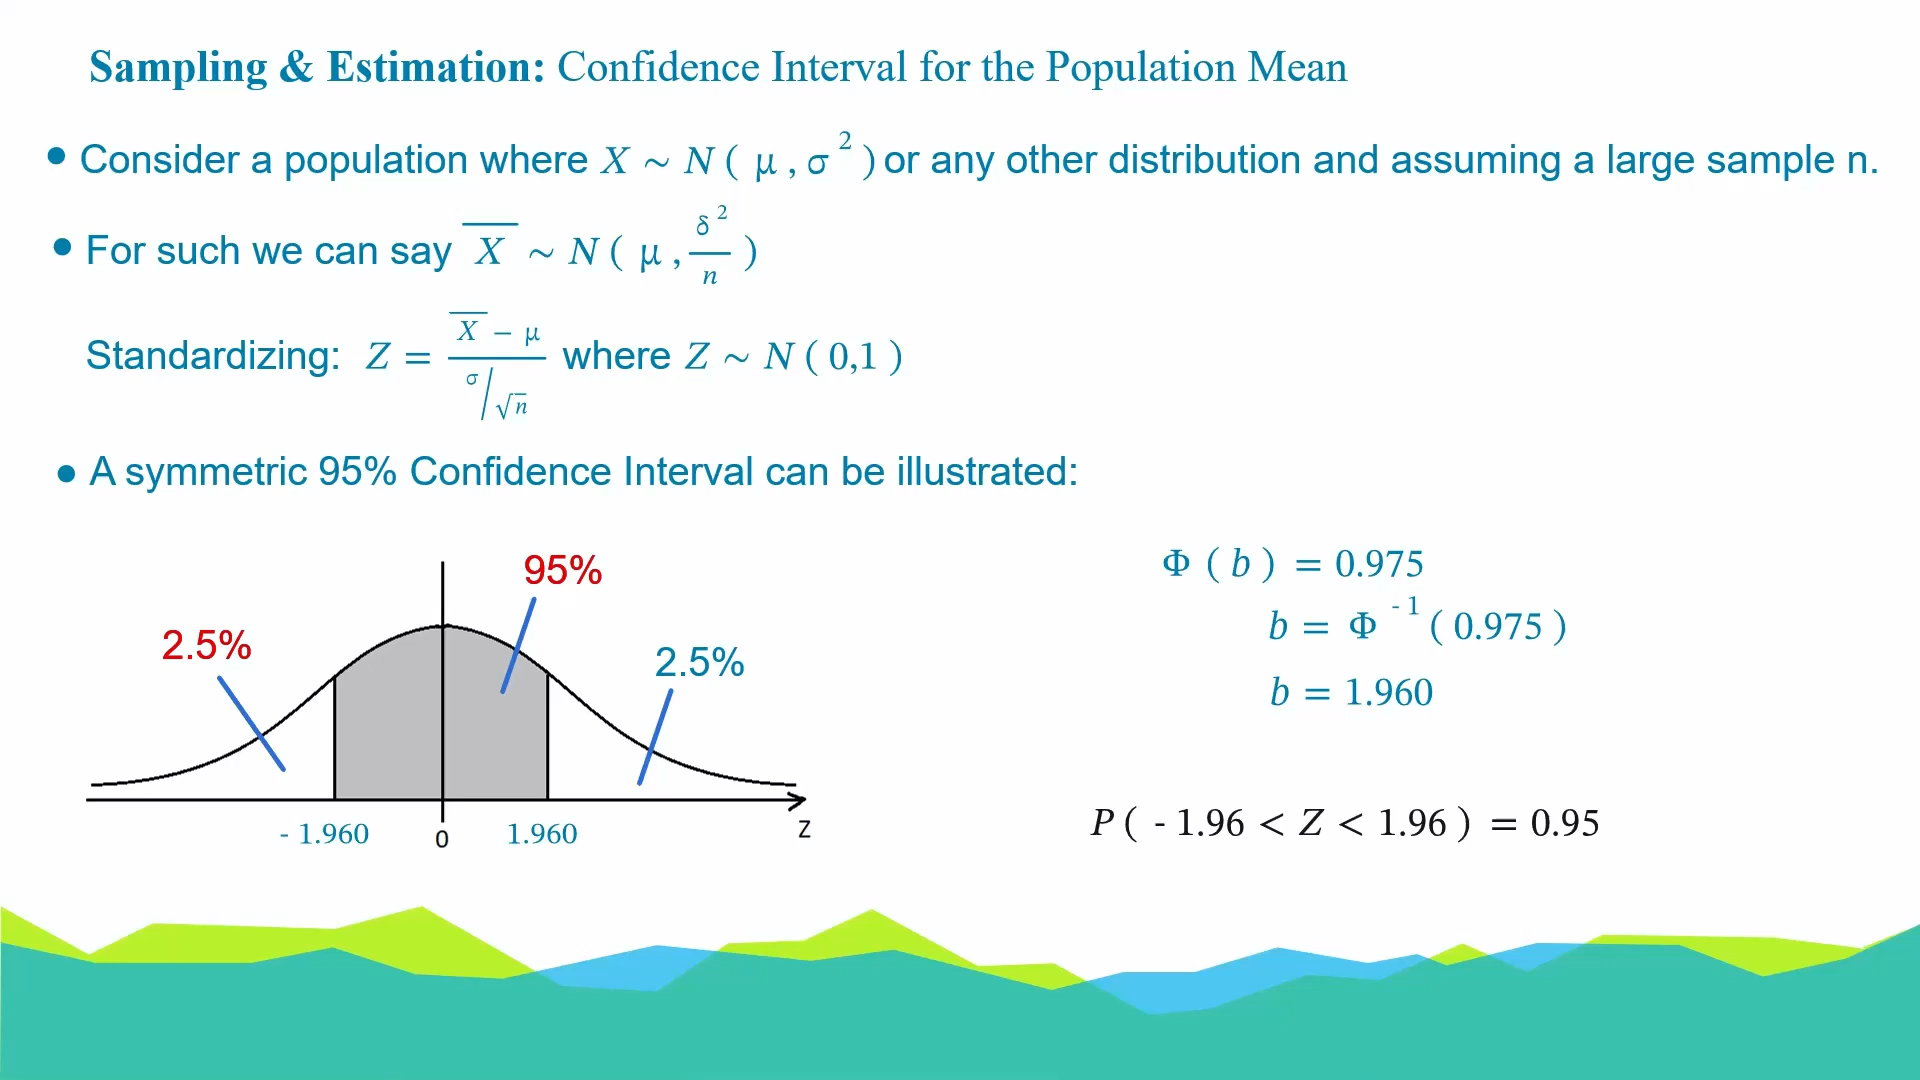 Sampling & Estimation: Confidence Interval for the Population Mean
• Consider a population where X ~ N ( μ , σ ² ) or any other distribution and assuming a large sample n.
• For such we can say X̅ ~ N ( μ , δ ² / n )
Standardizing: Z = X̅ − μ / σ/√n where Z ~ N ( 0,1 )
• A symmetric 95% Confidence Interval can be illustrated:
95%
2.5%
2.5%
- 1.960
0
1.960
Z
Φ ( b ) = 0.975
b = Φ ⁻¹ ( 0.975 )
b = 1.960
P ( - 1.96 < Z < 1.96 ) = 0.95